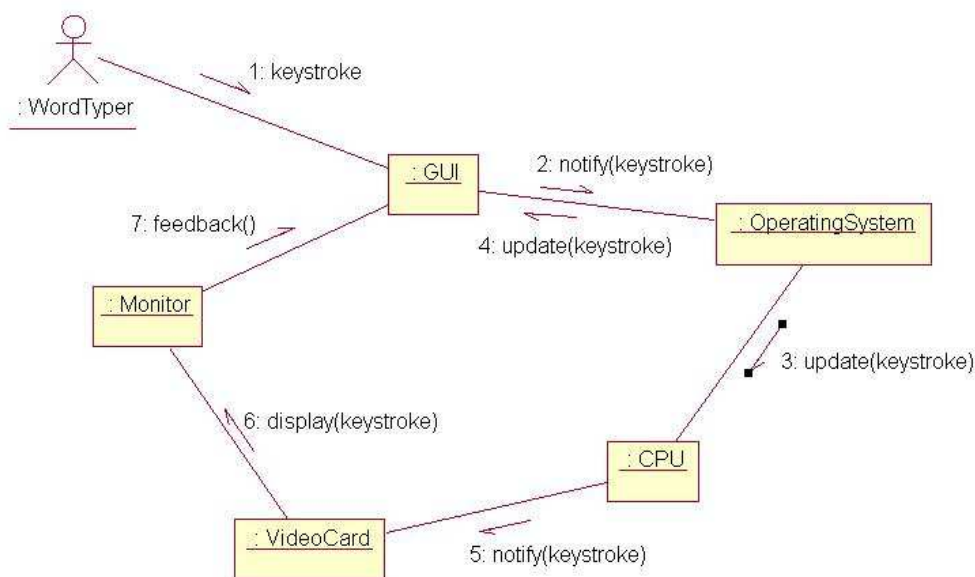 1: keystroke
: WordTyper
: GUI
2: notify(keystroke)
7: feedback()
4: update(keystroke)
: OperatingSystem
: Monitor
3: update(keystroke)
6: display(keystroke)
: CPU
: VideoCard
5: notify(keystroke)